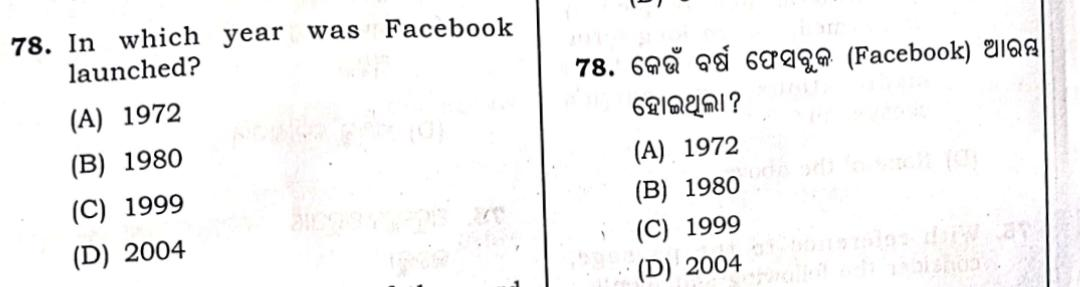 78. In which year was Facebook
launched?
(A) 1972
(B) 1980
(C) 1999
(D) 2004
78. କେଉଁ ବର୍ଷ ଫେସବୁକ (Facebook) ଆରମ୍ଭ
ହୋଇଥିଲା?
(A) 1972
(B) 1980
(C) 1999
(D) 2004